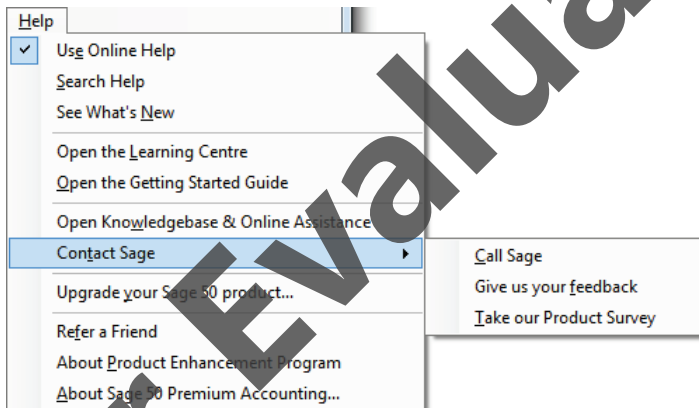 Help
Use Online Help
Search Help
See What's New
Open the Learning Centre
Open the Getting Started Guide
Open Knowledgebase & Online Assistance
Contact Sage
Call Sage
Give us your feedback
Take our Product Survey
Upgrade your Sage 50 product...
Refer a Friend
About Product Enhancement Program
About Sage 50 Premium Accounting...
r Evalua